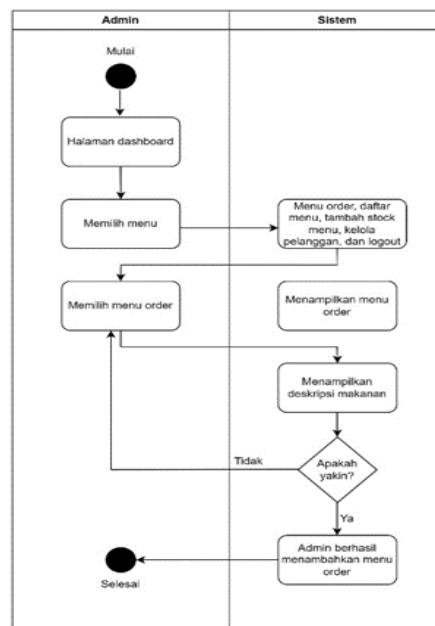 Admin
Sistem
Mulai
Halaman dashboard
Memilih menu
Menu order, daftar
menu, tambah stock
menu, kelola
pelanggan, dan logout
Memilih menu order
Menampilkan menu
order
Menampilkan
deskripsi makanan
Tidak
Apakah
yakin?
Ya
Admin berhasil
menambahkan menu
order
Selesai